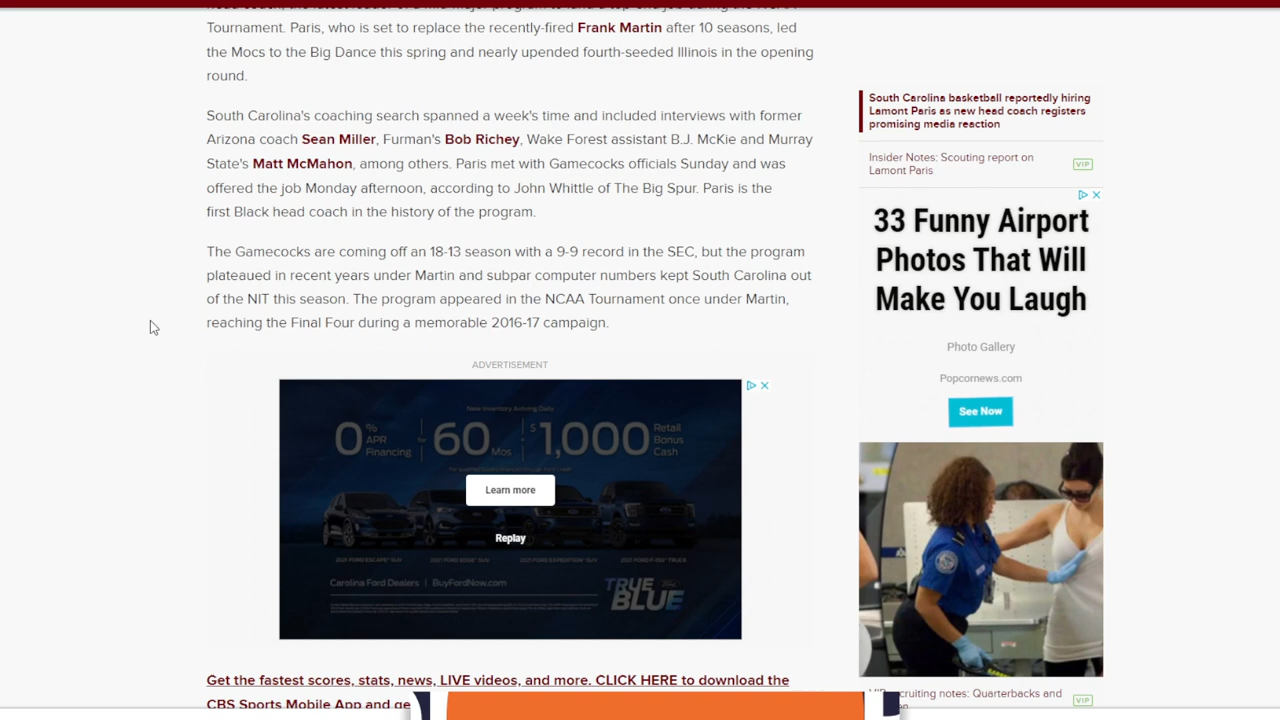 Tournament. Paris, who is set to replace the recently-fired Frank Martin after 10 seasons, led
the Mocs to the Big Dance this spring and nearly upended fourth-seeded Illinois in the opening
round.
South Carolina's coaching search spanned a week's time and included interviews with former
Arizona coach Sean Miller, Furman's Bob Richey, Wake Forest assistant B.J. McKie and Murray
State's Matt McMahon, among others. Paris met with Gamecocks officials Sunday and was
offered the job Monday afternoon, according to John Whittle of The Big Spur. Paris is the
first Black head coach in the history of the program.
The Gamecocks are coming off an 18-13 season with a 9-9 record in the SEC, but the program
plateaued in recent years under Martin and subpar computer numbers kept South Carolina out
of the NIT this season. The program appeared in the NCAA Tournament once under Martin,
reaching the Final Four during a memorable 2016-17 campaign.
ADVERTISEMENT
New Inventory Arriving Daily
0% APR Financing for 60 Mos + $1,000 Retail Bonus Cash
Learn more
Replay
2021 FORD ESCAPE SUV 2021 FORD EDGE SUV 2021 FORD EXPEDITION SUV 2021 FORD F-150 TRUCK
Carolina Ford Dealers | BuyFordNow.com
TRUE BLUE
Get the fastest scores, stats, news, LIVE videos, and more. CLICK HERE to download the
CBS Sports Mobile App and
South Carolina basketball reportedly hiring
Lamont Paris as new head coach registers
promising media reaction
Insider Notes: Scouting report on
Lamont Paris
VIP
33 Funny Airport
Photos That Will
Make You Laugh
Photo Gallery
Popcornews.com
See Now
Quarterbacks and
VIP